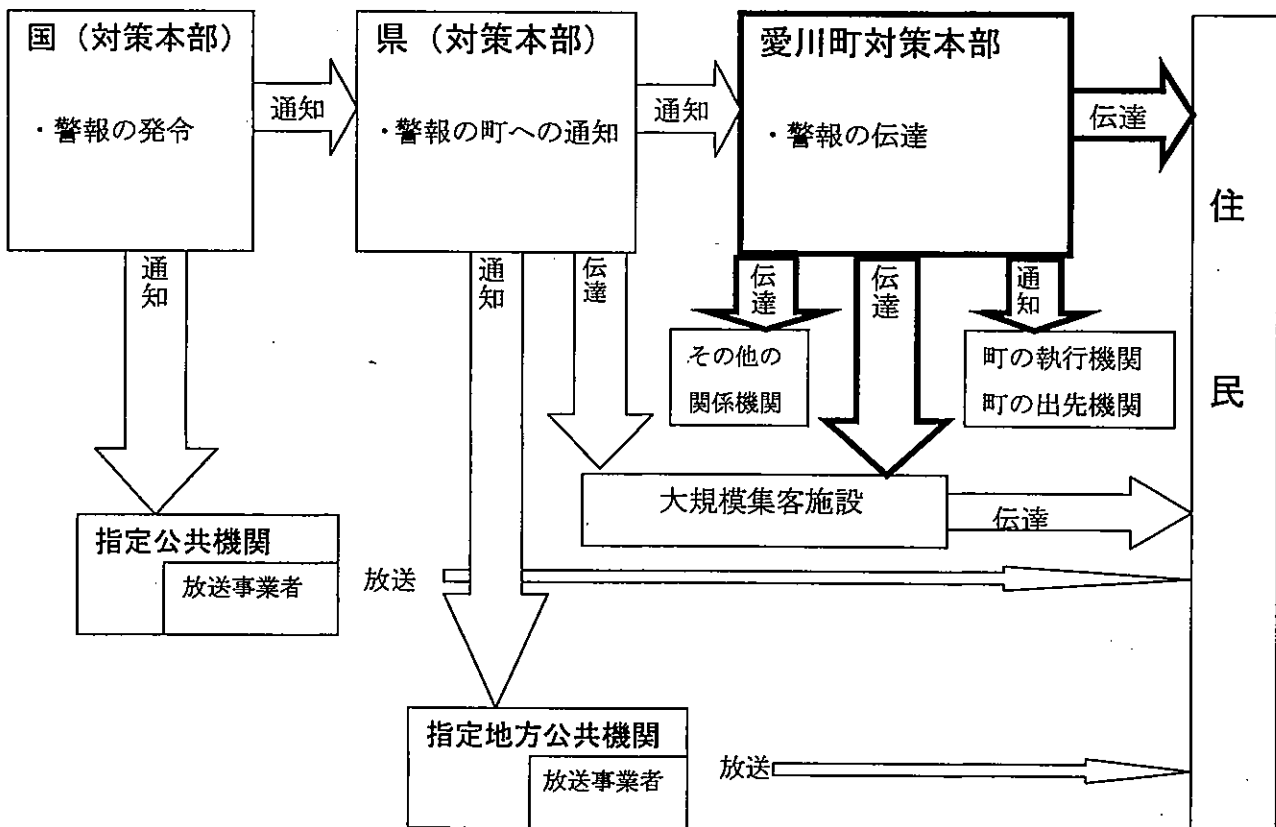 国（対策本部）
・警報の発令
通知
県（対策本部）
・警報の町への通知
通知
愛川町対策本部
・警報の伝達
伝達
住民
通知
通知
伝達
伝達
伝達
通知
その他の
関係機関
町の執行機関
町の出先機関
大規模集客施設
伝達
指定公共機関
放送事業者
放送
指定地方公共機関
放送事業者
放送